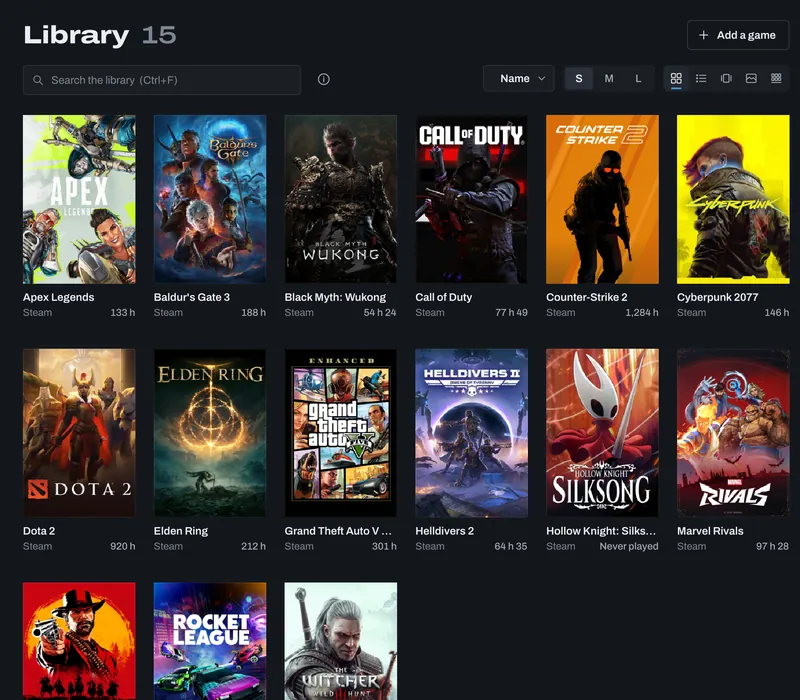 Library 15
Add a game
Search the library (Ctrl+F)
Name
S M L
APEX
LEGENDS
Baldur's Gate
BLACK MYTH
WUKONG
CALL OF DUTY
COUNTER STRIKE 2
CYBERPUNK
Apex Legends
Steam 133 h
Baldur's Gate 3
Steam 188 h
Black Myth: Wukong
Steam 54 h 24
Call of Duty
Steam 77 h 49
Counter-Strike 2
Steam 1,284 h
Cyberpunk 2077
Steam 146 h
DOTA 2
ELDEN RING
ENHANCED
grand
theft
auto V
HELLDIVERS II
HOLLOW KNIGHT
SILKSONG
MARVEL
RIVALS
Dota 2
Steam 920 h
Elden Ring
Steam 212 h
Grand Theft Auto V ...
Steam 301 h
Helldivers 2
Steam 64 h 35
Hollow Knight: Silks...
Steam Never played
Marvel Rivals
Steam 97 h 28
ROCKET
LEAGUE
THE
WITCHER
WILD HUNT